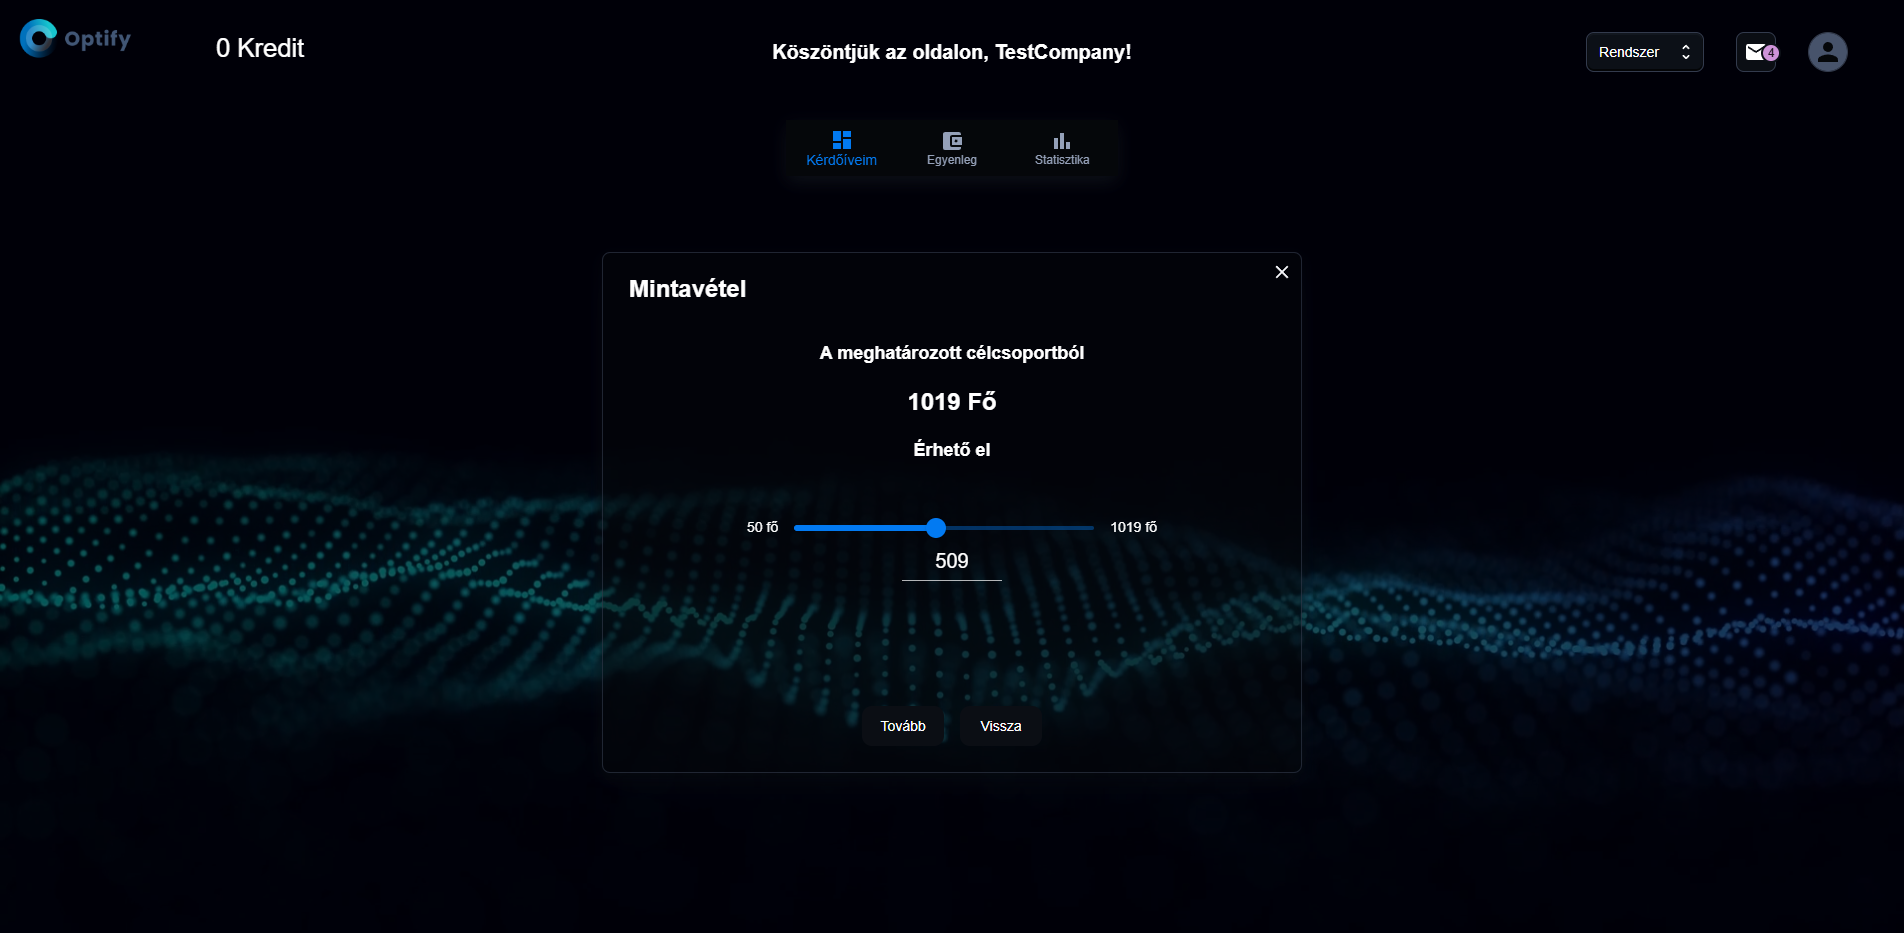 Optify
0 Kredit
Köszöntjük az oldalon, TestCompany!
Rendszer
4
Kérdőíveim
Egyenleg
Statisztika
Mintavétel
A meghatározott célcsoportból
1019 Fő
Érhető el
50 fő
1019 fő
509
Tovább
Vissza